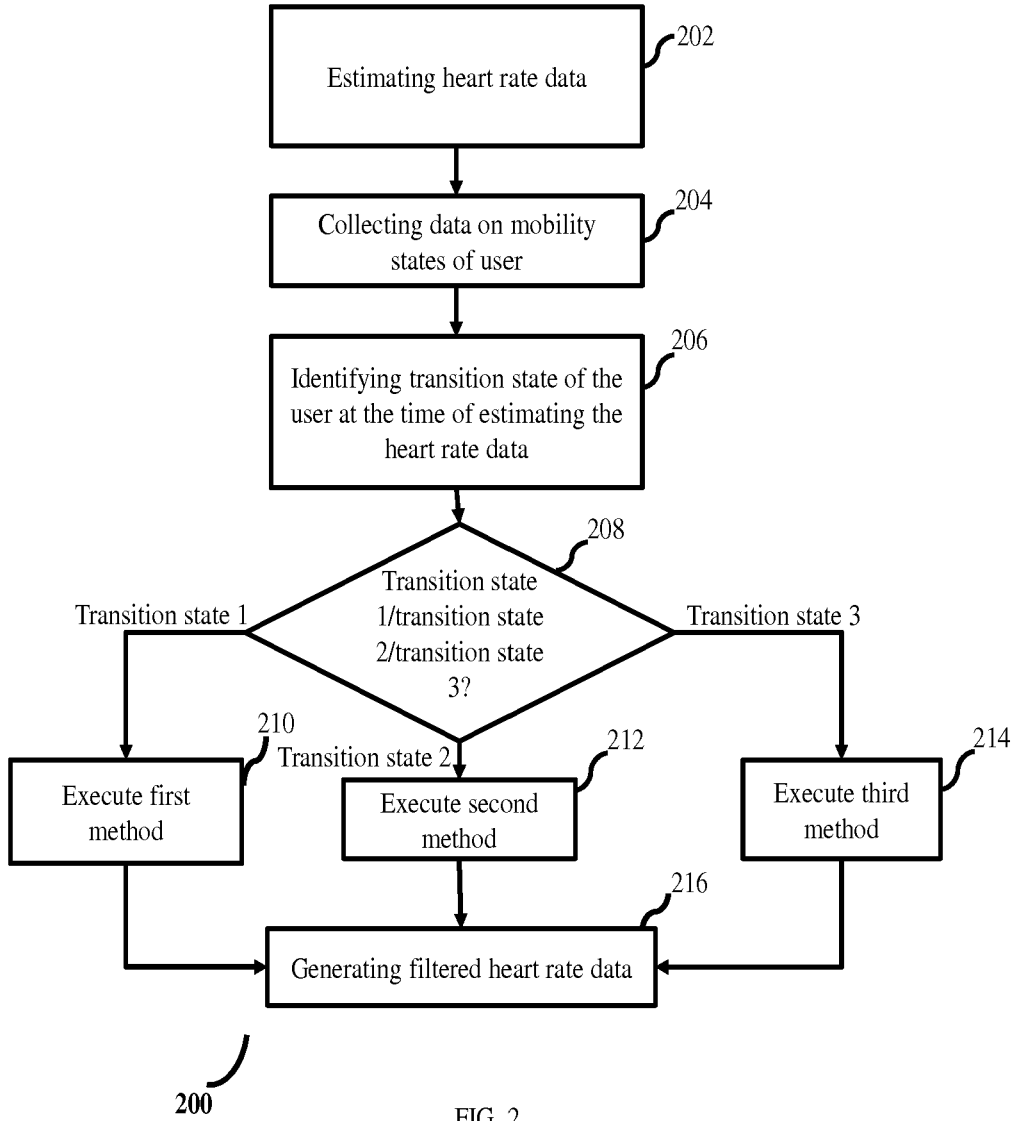 202
Estimating heart rate data
204
Collecting data on mobility
states of user
206
Identifying transition state of the
user at the time of estimating the
heart rate data
208
Transition state
1/transition state
2/transition state
3?
Transition state 1
Transition state 3
210
Transition state 2
212
214
Execute first
method
Execute second
method
Execute third
method
216
Generating filtered heart rate data
200
FIG. 2